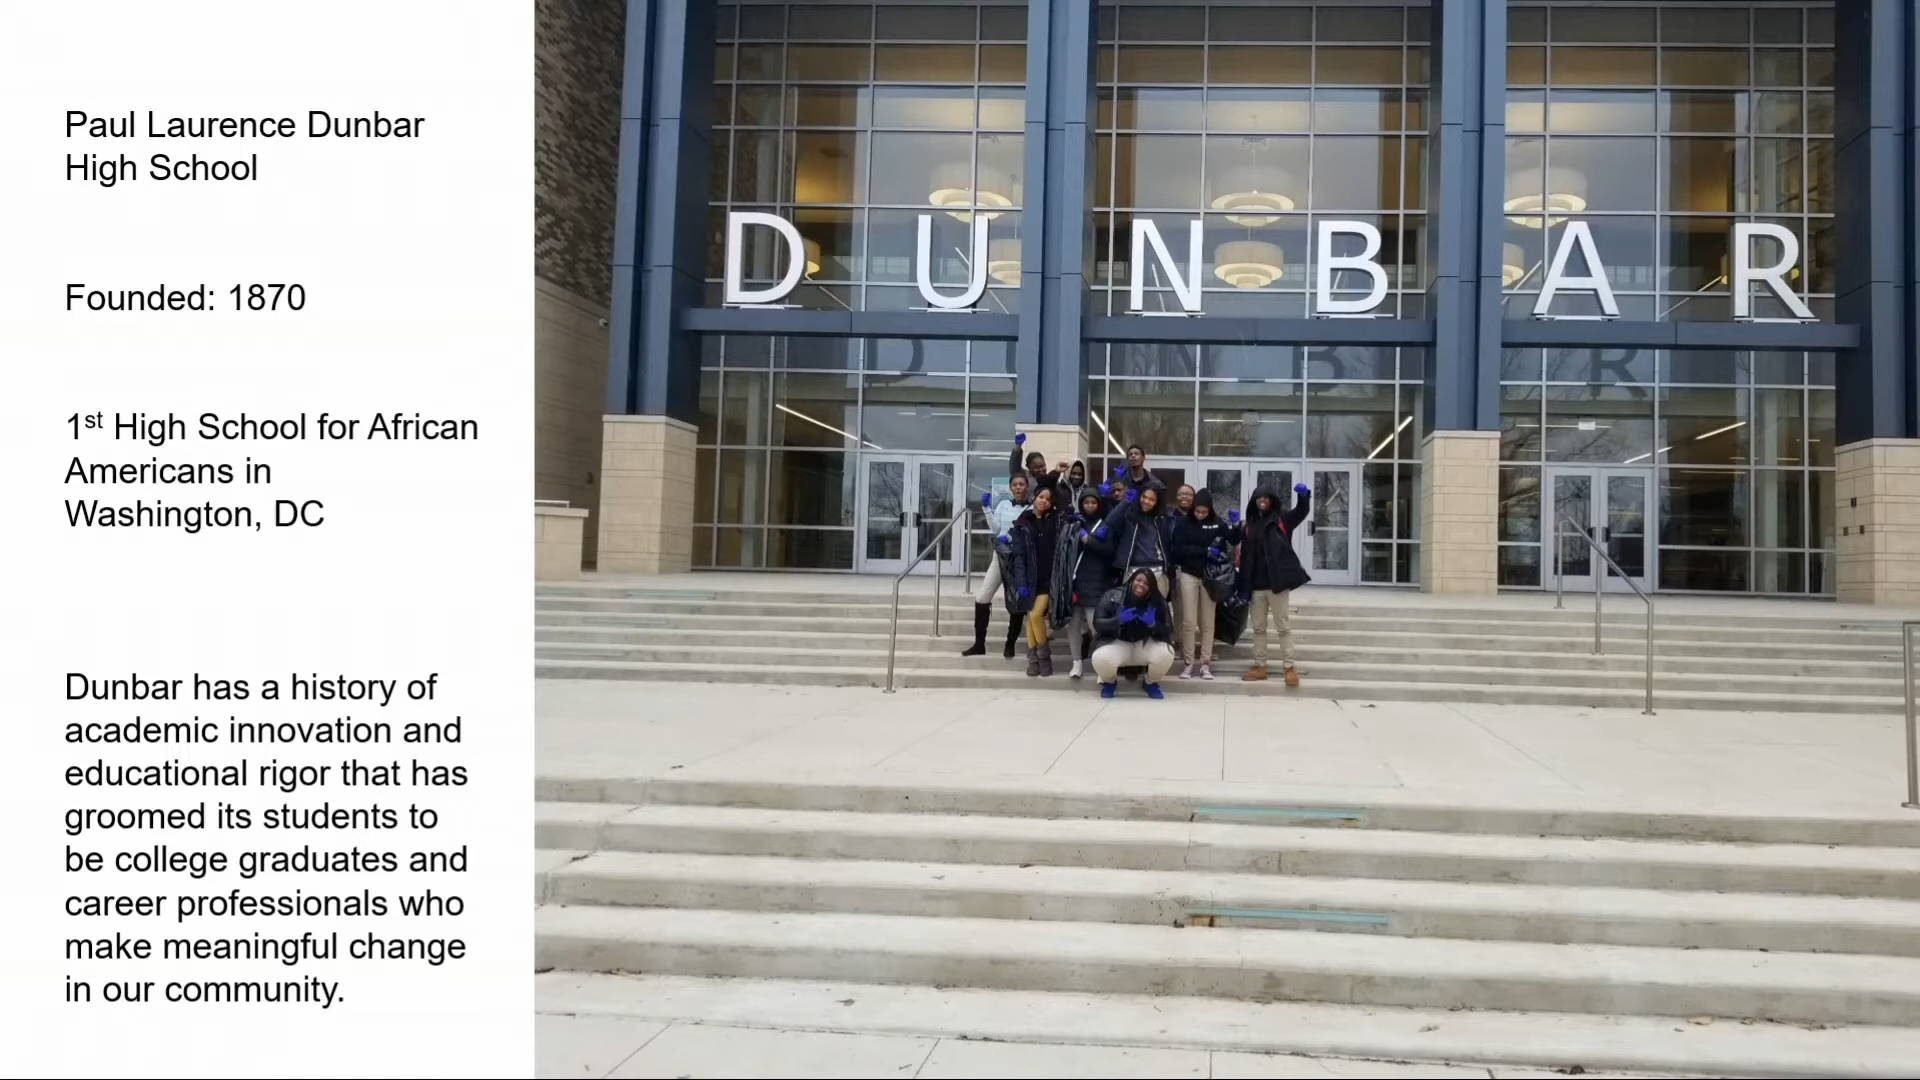 Paul Laurence Dunbar
High School
Founded: 1870
1st High School for African
Americans in
Washington, DC
Dunbar has a history of
academic innovation and
educational rigor that has
groomed its students to
be college graduates and
career professionals who
make meaningful change
in our community.
DUNBAR